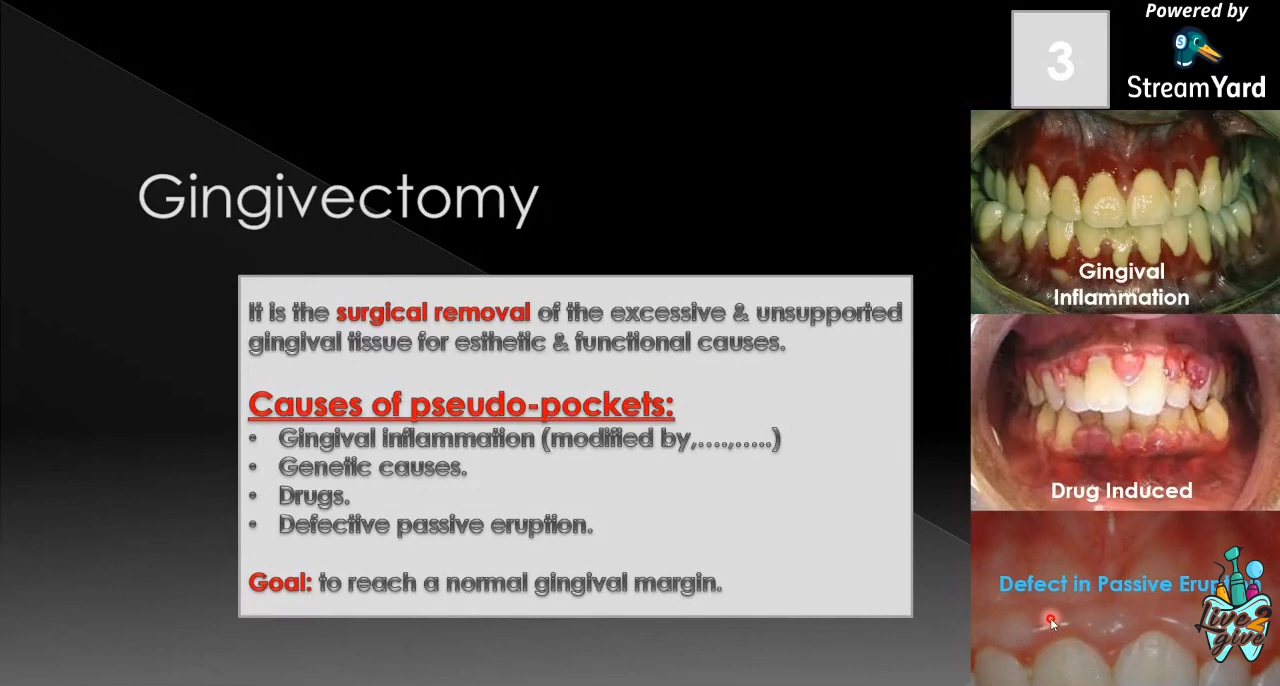 Powered by
StreamYard
3
Gingivectomy
It is the surgical removal of the excessive & unsupported
gingival tissue for esthetic & functional causes.
Causes of pseudo-pockets:
• Gingival inflammation (modified by,....,.....)
• Genetic causes.
• Drugs.
• Defective passive eruption.
Goal: to reach a normal gingival margin.
Gingival
Inflammation
Drug Induced
Defect in Passive
Live2
give